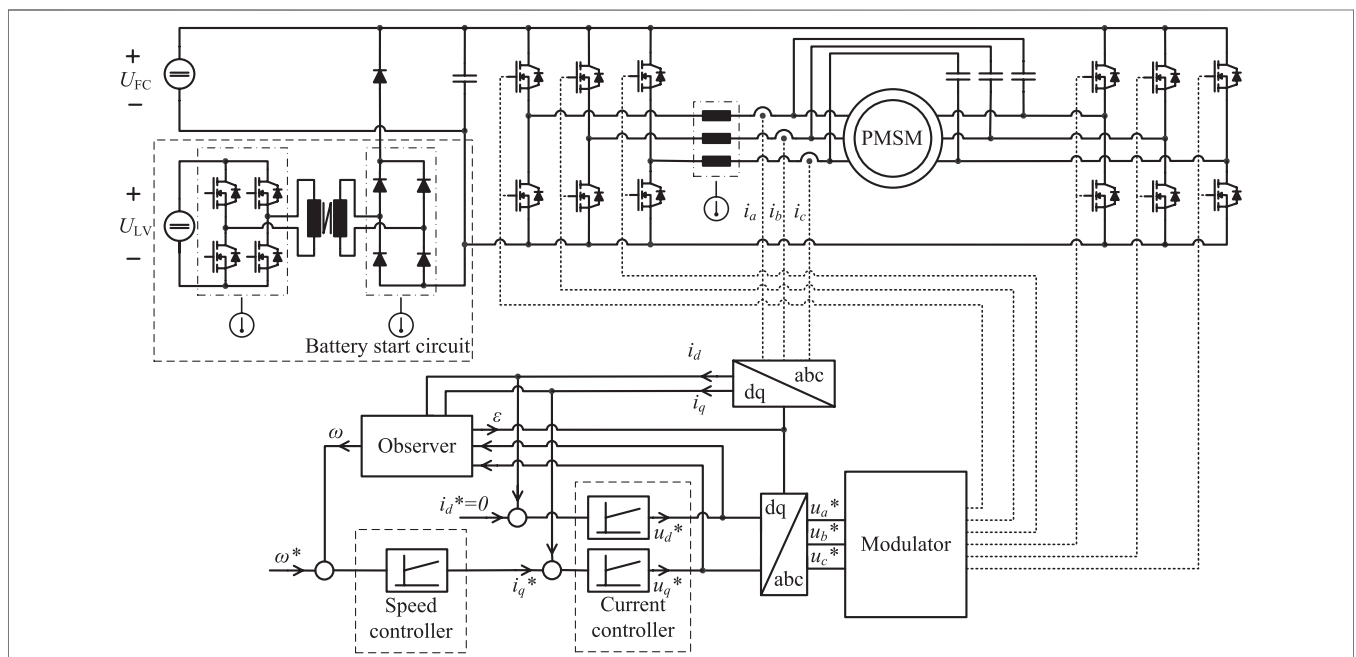 +
U_FC
−
PMSM
+
U_LV
−
i_a i_b i_c
Battery start circuit
i_d
abc
dq
i_q
ε
ω
Observer
i_d*=0
u_d*
dq
abc
u_a*
u_b*
u_c*
Modulator
ω*
i_q*
u_q*
Speed
controller
Current
controller